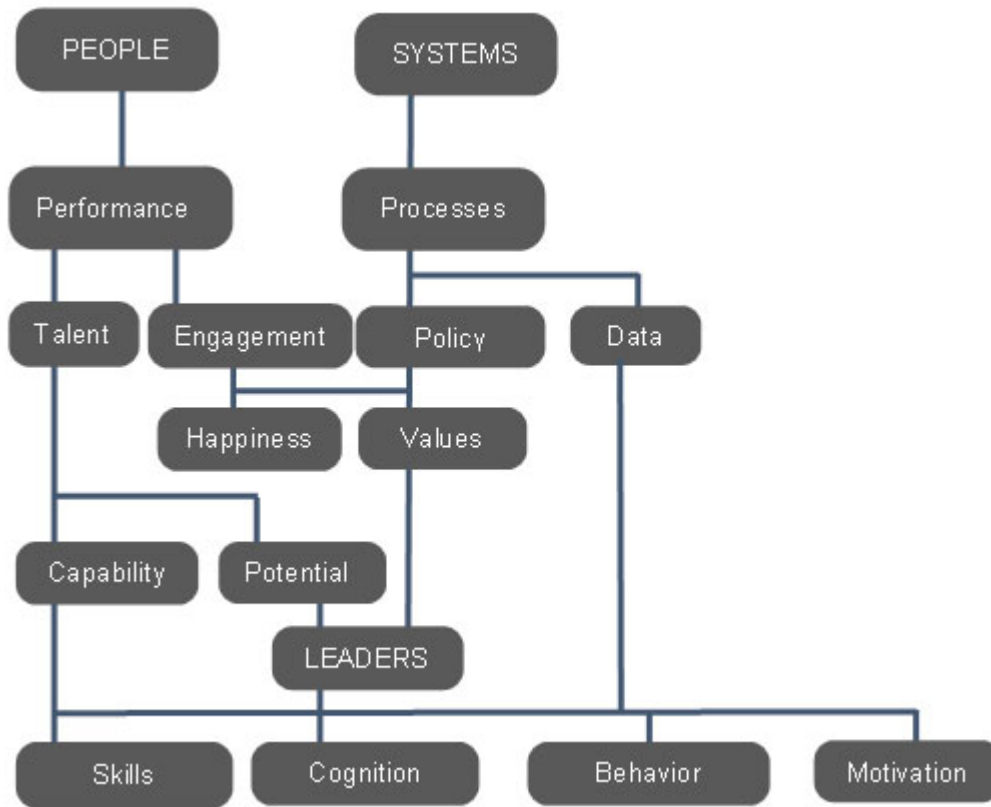 PEOPLE
SYSTEMS
Performance
Processes
Talent
Engagement
Policy
Data
Happiness
Values
Capability
Potential
LEADERS
Skills
Cognition
Behavior
Motivation